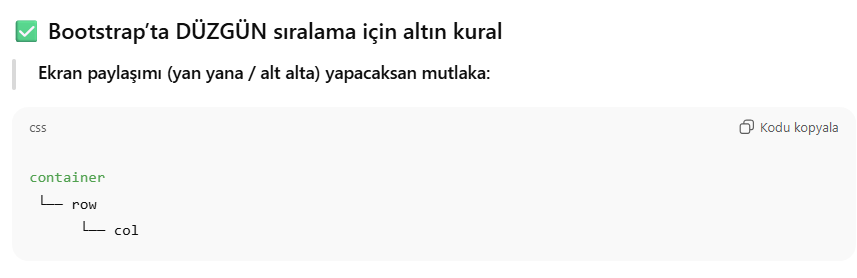 ✅ Bootstrap’ta DÜZGÜN sıralama için altın kural
Ekran paylaşımı (yan yana / alt alta) yapacaksan mutlaka:
css
Kodu kopyala
container
└── row
└── col